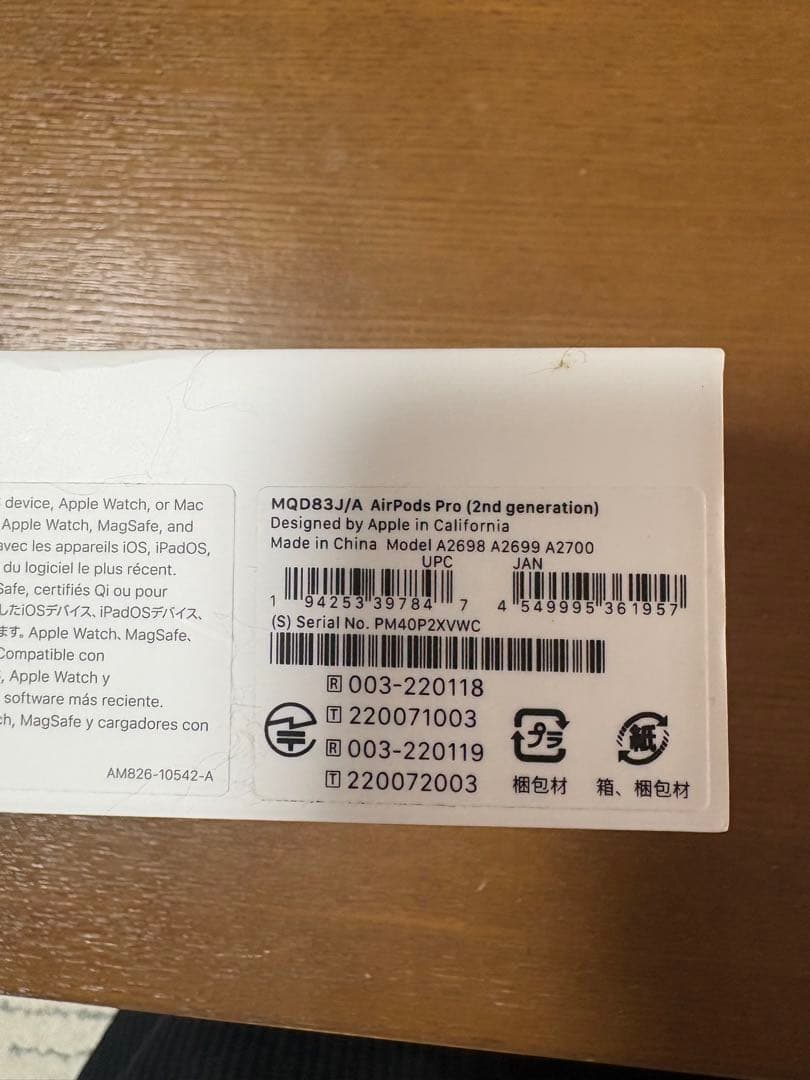 device, Apple Watch, or Mac
Apple Watch, MagSafe, and
avec les appareils iOS, iPadOS,
du logiciel le plus récent.
Safe, certifiés Qi ou pour
したiOSデバイス、iPadOSデバイス、
ます。Apple Watch、MagSafe、
Compatible con
, Apple Watch y
software más reciente.
ch, MagSafe y cargadores con
AM826-10542-A
MQD83J/A AirPods Pro (2nd generation)
Designed by Apple in California
Made in China Model A2698 A2699 A2700
UPC JAN
1 94253 39784 7 4 549995 361957
(S) Serial No. PM40P2XVWC
R 003-220118
T 220071003
R 003-220119
T 220072003
プラ
紙
梱包材
箱、梱包材